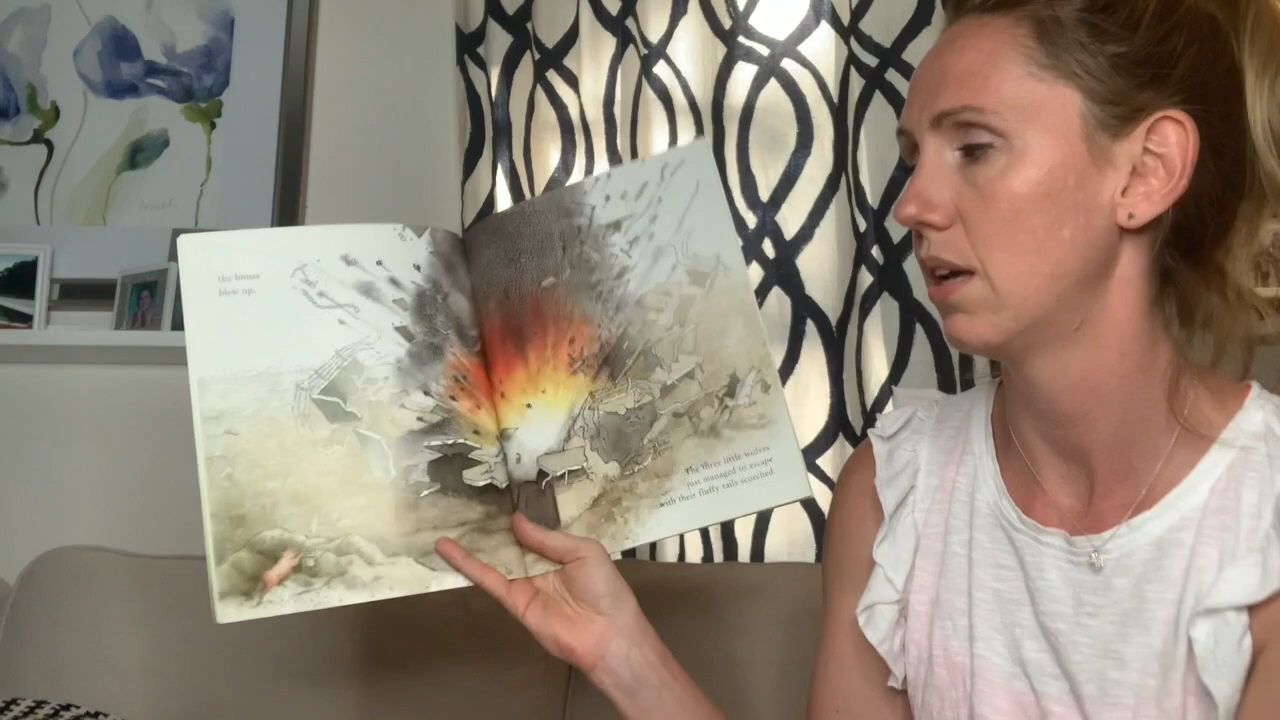 the house
blew up.
The three little wolves
just managed to escape
with their fluffy tails scorched.